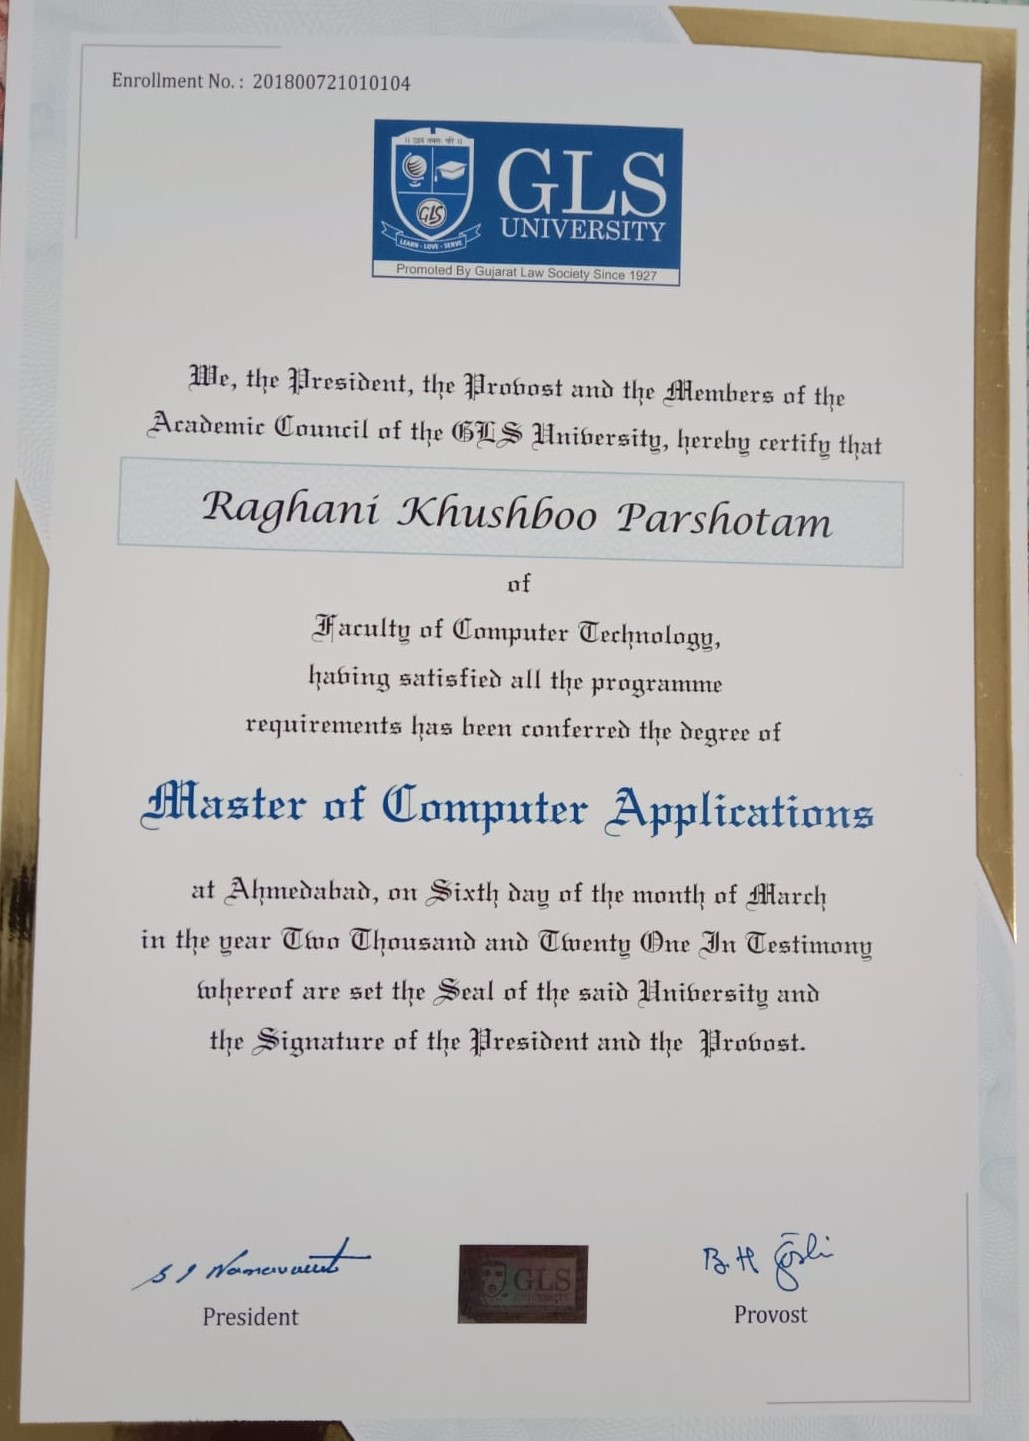 Enrollment No. : 201800721010104
GLS
LEARN - LOVE - SERVE
GLS
UNIVERSITY
Promoted By Gujarat Law Society Since 1927
We, the President, the Provost and the Members of the
Academic Council of the GLS University, hereby certify that
Raghani Khushboo Parshotam
of
Faculty of Computer Technology,
having satisfied all the programme
requirements has been conferred the degree of
Master of Computer Applications
at Ahmedabad, on Sixth day of the month of March
in the year Two Thousand and Twenty One In Testimony
whereof are set the Seal of the said University and
the Signature of the President and the Provost.
President
GLS
B. H
Provost